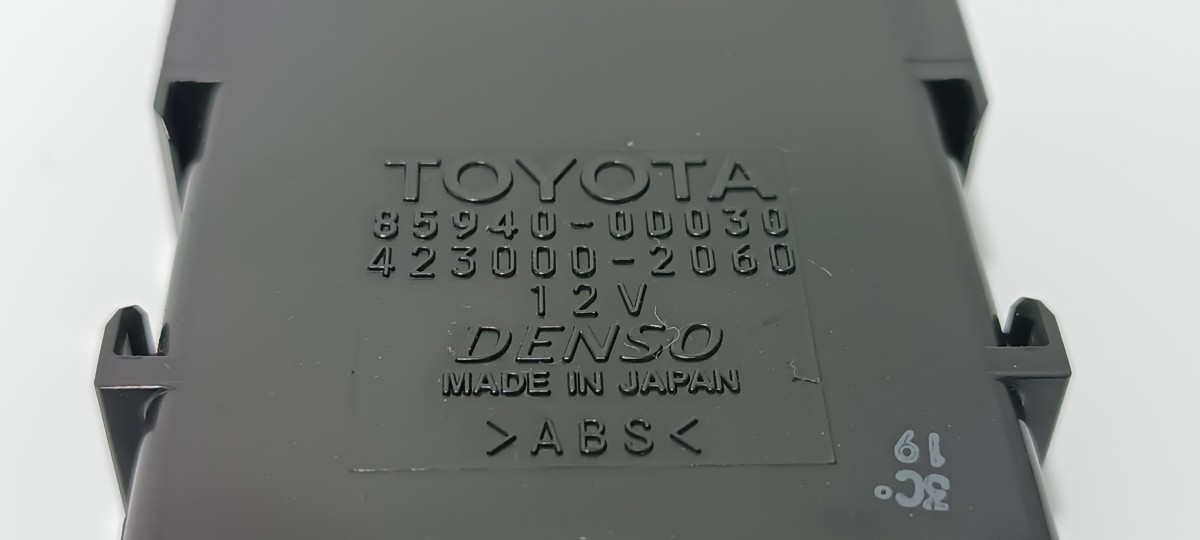 TOYOTA
85940-0D030
423000-2060
12V
DENSO
MADE IN JAPAN
>ABS<